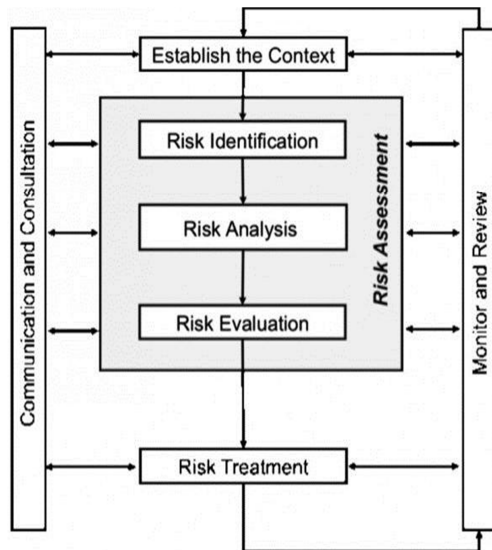 Establish the Context
Communication and Consultation
Risk Identification
Risk Analysis
Risk Evaluation
Risk Assessment
Monitor and Review
Risk Treatment